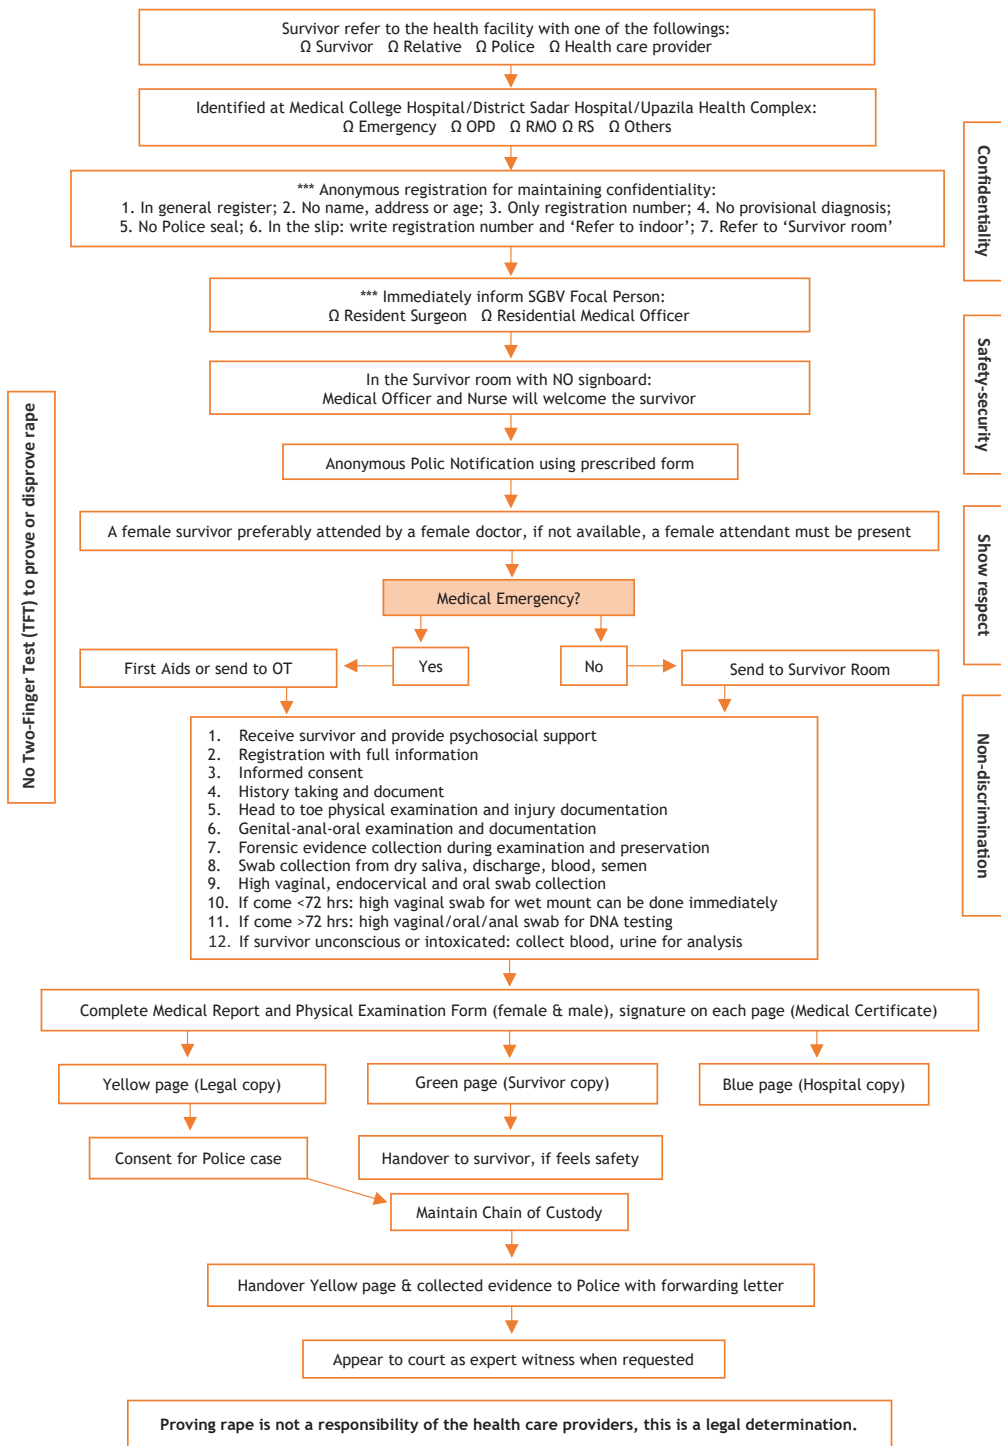 Survivor refer to the health facility with one of the followings:
Ω Survivor Ω Relative Ω Police Ω Health care provider
Identified at Medical College Hospital/District Sadar Hospital/Upazila Health Complex:
Ω Emergency Ω OPD Ω RMO Ω RS Ω Others
*** Anonymous registration for maintaining confidentality:
1. In general register; 2. No name, address or age; 3. Only registration number; 4. No provisional diagnosis;
5. No Police seal; 6. In the slip: write registration number and ‘Refer to indoor’; 7. Refer to ‘Survivor room’
*** Immediately inform SGBV Focal Person:
Ω Resident Surgeon Ω Residential Medical Officer
In the Survivor room with NO signboard:
Medical Officer and Nurse will welcome the survivor
Anonymous Polic Notification using prescribed form
A female survivor preferably attended by a female doctor, if not available, a female attendant must be present
Medical Emergency?
First Aids or send to OT
Yes
No
Send to Survivor Room
1. Receive survivor and provide psychosocial support
2. Registration with full information
3. Informed consent
4. History taking and document
5. Head to toe physical examination and injury documentation
6. Genital-anal-oral examination and documentation
7. Forensic evidence collection during examination and preservation
8. Swab collection from dry saliva, discharge, blood, semen
9. High vaginal, endocervical and oral swab collection
10. If come <72 hrs: high vaginal swab for wet mount can be done immediately
11. If come >72 hrs: high vaginal/oral/anal swab for DNA testing
12. If survivor unconscious or intoxicated: collect blood, urine for analysis
Complete Medical Report and Physical Examination Form (female & male), signature on each page (Medical Certificate)
Yellow page (Legal copy)
Green page (Survivor copy)
Blue page (Hospital copy)
Consent for Police case
Handover to survivor, if feels safety
Maintain Chain of Custody
Handover Yellow page & collected evidence to Police with forwarding letter
Appear to court as expert witness when requested
Proving rape is not a responsibility of the health care providers, this is a legal determination.
No Two-Finger Test (TFT) to prove or disprove rape
Confidentiality
Safety-security
Show respect
Non-discrimination